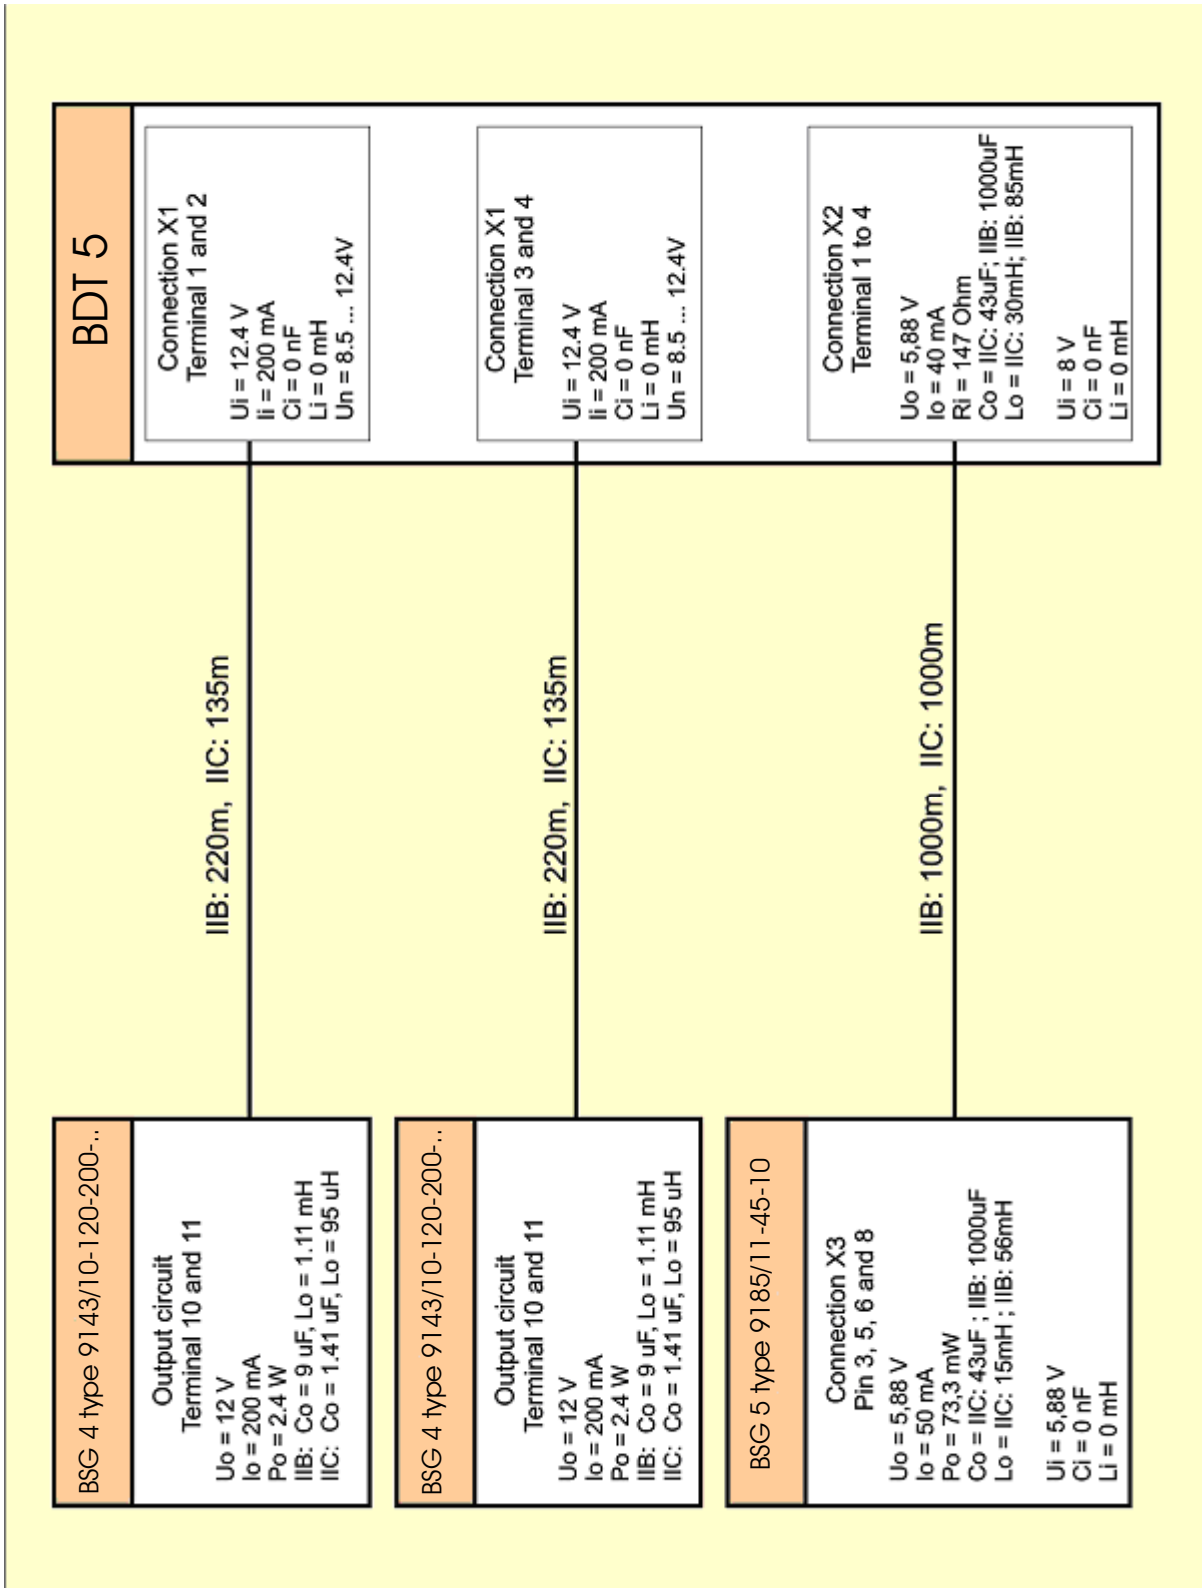 BDT 5
Connection X1
Terminal 1 and 2
Ui = 12.4 V
Ii = 200 mA
Ci = 0 nF
Li = 0 mH
Un = 8.5 ... 12.4V
Connection X1
Terminal 3 and 4
Ui = 12.4 V
Ii = 200 mA
Ci = 0 nF
Li = 0 mH
Un = 8.5 ... 12.4V
Connection X2
Terminal 1 to 4
Uo = 5,88 V
Io = 40 mA
Ri = 147 Ohm
Co = IIC: 43uF; IIB: 1000uF
Lo = IIC: 30mH; IIB: 85mH
Ui = 8 V
Ci = 0 nF
Li = 0 mH
IIB: 220m, IIC: 135m
IIB: 220m, IIC: 135m
IIB: 1000m, IIC: 1000m
BSG 4 type 9143/10-120-200-..
Output circuit
Terminal 10 and 11
Uo = 12 V
Io = 200 mA
Po = 2.4 W
IIB: Co = 9 uF, Lo = 1.11 mH
IIC: Co = 1.41 uF, Lo = 95 uH
BSG 4 type 9143/10-120-200-..
Output circuit
Terminal 10 and 11
Uo = 12 V
Io = 200 mA
Po = 2.4 W
IIB: Co = 9 uF, Lo = 1.11 mH
IIC: Co = 1.41 uF, Lo = 95 uH
BSG 5 type 9185/11-45-10
Connection X3
Pin 3, 5, 6 and 8
Uo = 5,88 V
Io = 50 mA
Po = 73,3 mW
Co = IIC: 43uF ; IIB: 1000uF
Lo = IIC: 15mH ; IIB: 56mH
Ui = 5,88 V
Ci = 0 nF
Li = 0 mH